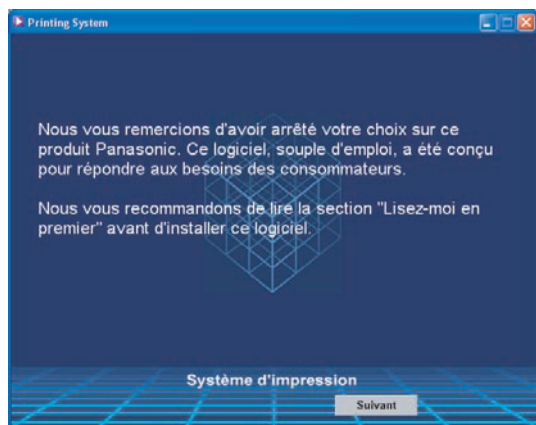 Printing System
Nous vous remercions d'avoir arrêté votre choix sur ce
produit Panasonic. Ce logiciel, souple d'emploi, a été conçu
pour répondre aux besoins des consommateurs.
Nous vous recommandons de lire la section "Lisez-moi en
premier" avant d'installer ce logiciel.
Système d'impression
Suivant